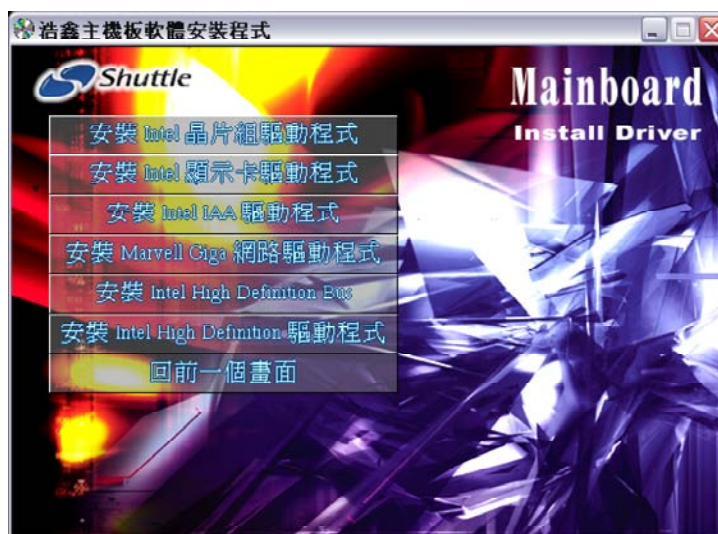 浩鑫主機板軟體安裝程式
Shuttle
Mainboard
Install Driver
安裝 Intel 晶片組驅動程式
安裝 Intel 顯示卡驅動程式
安裝 Intel IAA 驅動程式
安裝 Marvell Giga 網路驅動程式
安裝 Intel High Definition Bus
安裝 Intel High Definition 驅動程式
回前一個畫面